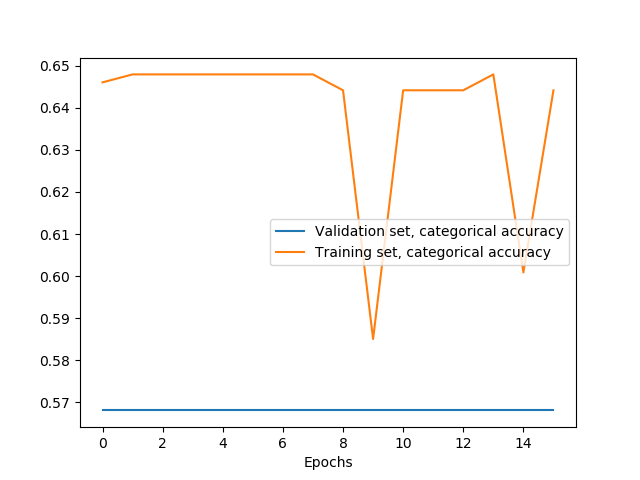 0.65
0.64
0.63
0.62
0.61
0.60
0.59
0.58
0.57
Validation set, categorical accuracy
Training set, categorical accuracy
0 2 4 6 8 10 12 14
Epochs